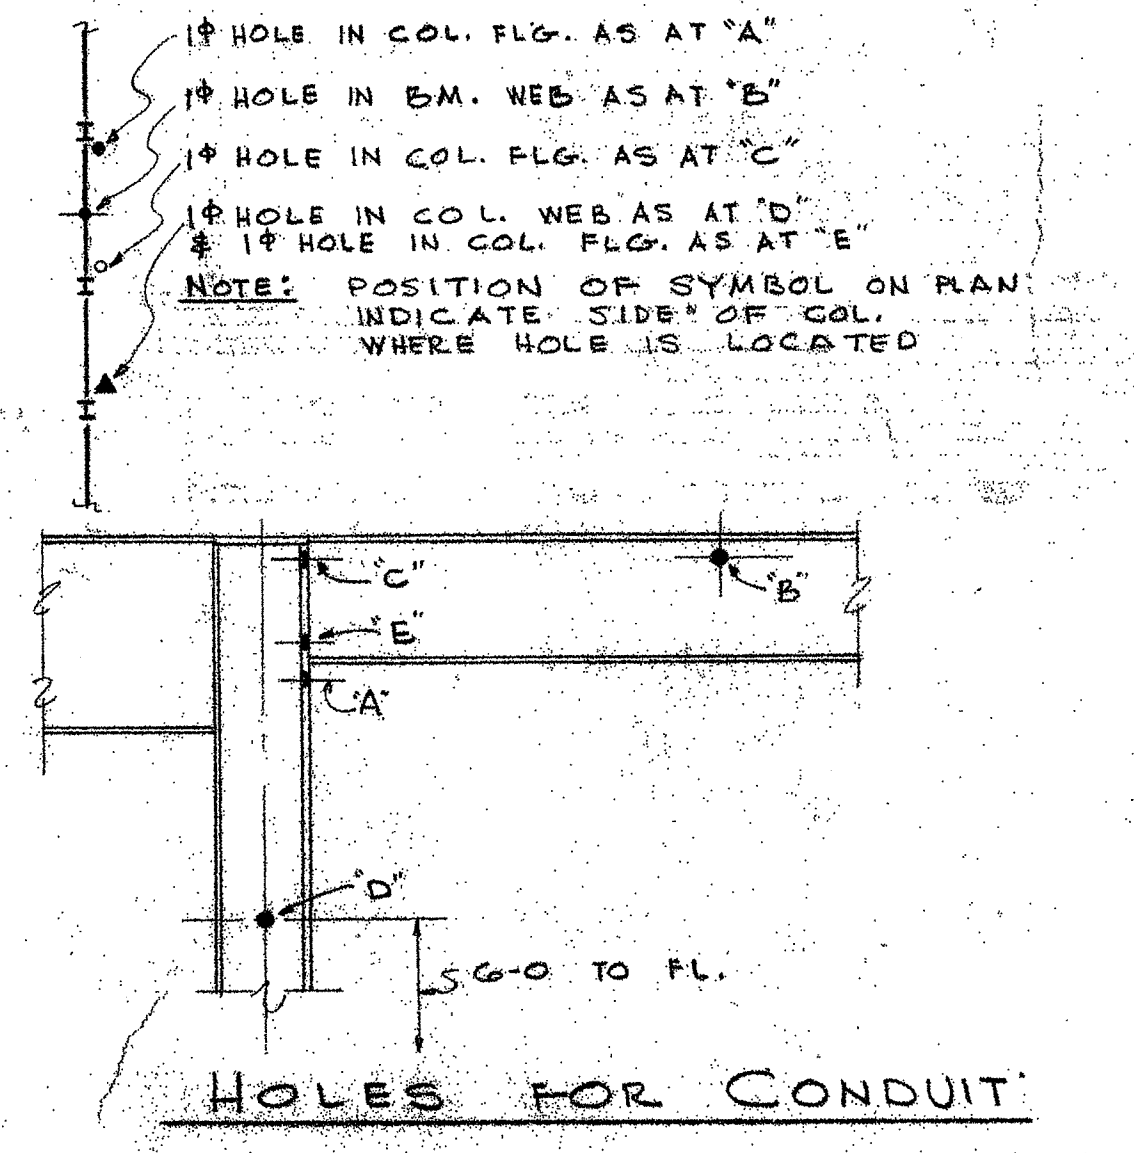 1φ HOLE IN COL. FLG. AS AT "A"
1φ HOLE IN BM. WEB AS AT "B"
1φ HOLE IN COL. FLG. AS AT "C"
1φ HOLE IN COL. WEB AS AT "D"
& 1φ HOLE IN COL. FLG. AS AT "E"
NOTE: POSITION OF SYMBOL ON PLAN
INDICATE SIDE" OF COL.
WHERE HOLE IS LOCATED
"C"
"B"
"E"
"A"
"D"
6-0 TO FL.
HOLES FOR CONDUIT